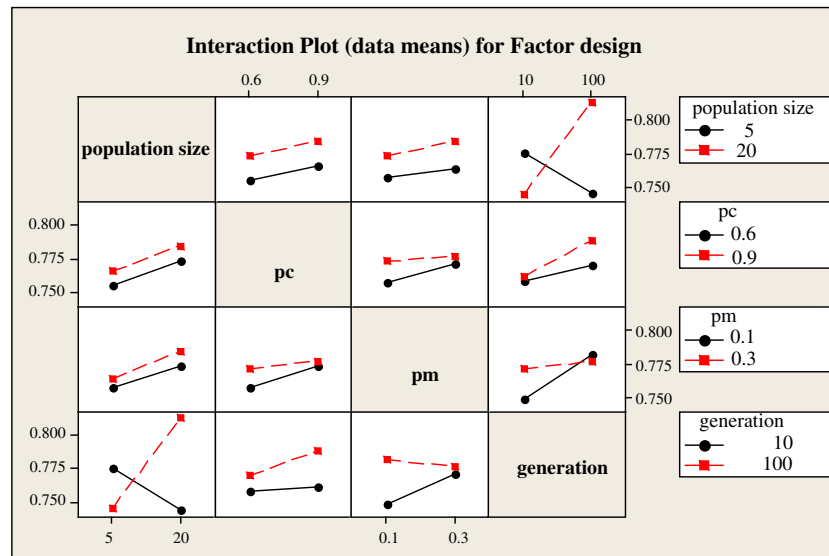 Interaction Plot (data means) for Factor design
0.6 0.9 10 100
population size
0.800
0.775
0.750
population size
5
20
0.800
0.775
0.750
pc
pc
0.6
0.9
pm
0.800
0.775
0.750
pm
0.1
0.3
0.800
0.775
0.750
generation
generation
10
100
5 20 0.1 0.3